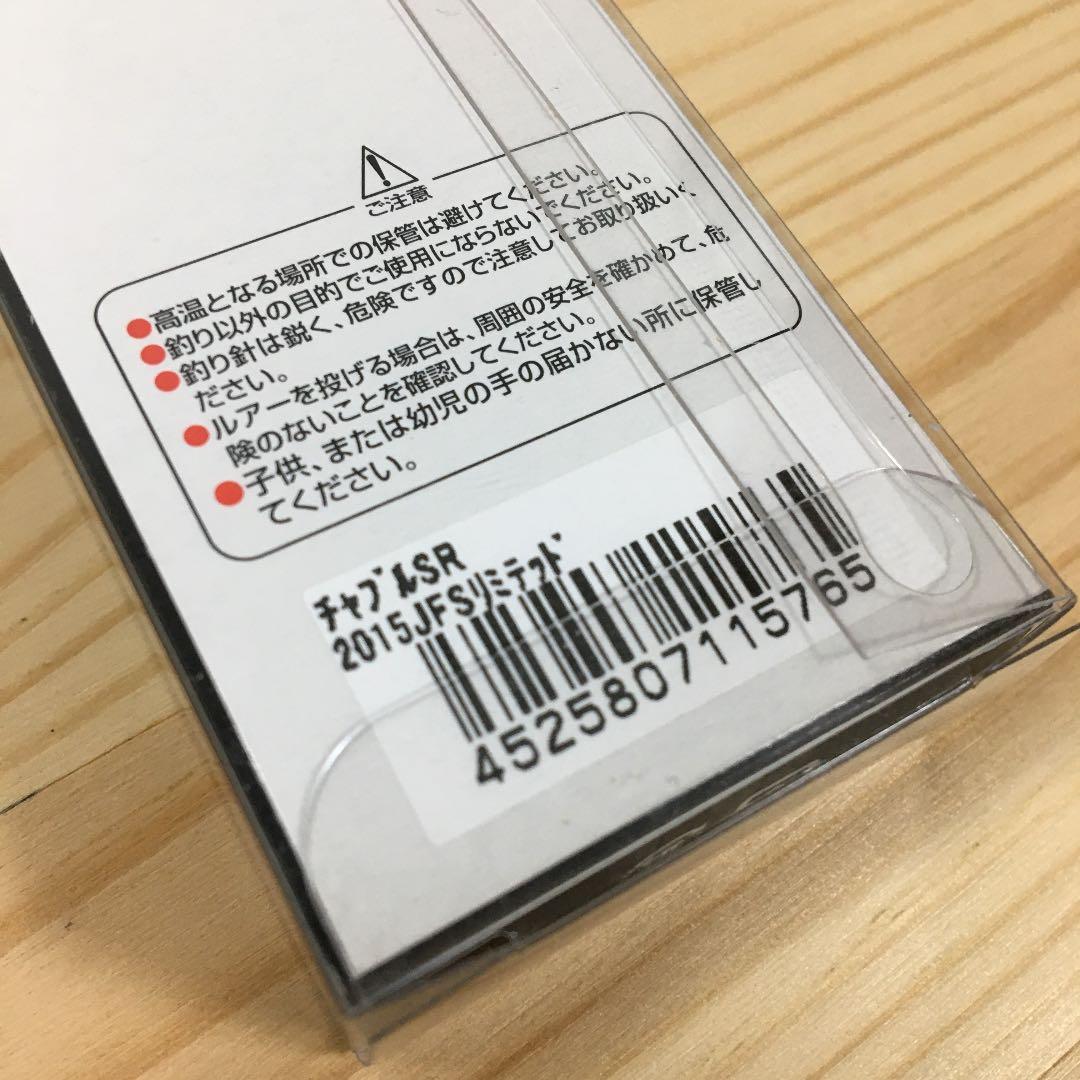 ご注意
●高温となる場所での保管は避けてください。
●釣り以外の目的でご使用にならないでください。
●釣り針は鋭く、危険ですので注意してお取り扱いく
ださい。
●ルアーを投げる場合は、周囲の安全を確かめて、危
険のないことを確認してください。
●子供、または幼児の手の届かない所に保管し
てください。
チャブルSR
2015JFSリミテッド
4525807115765